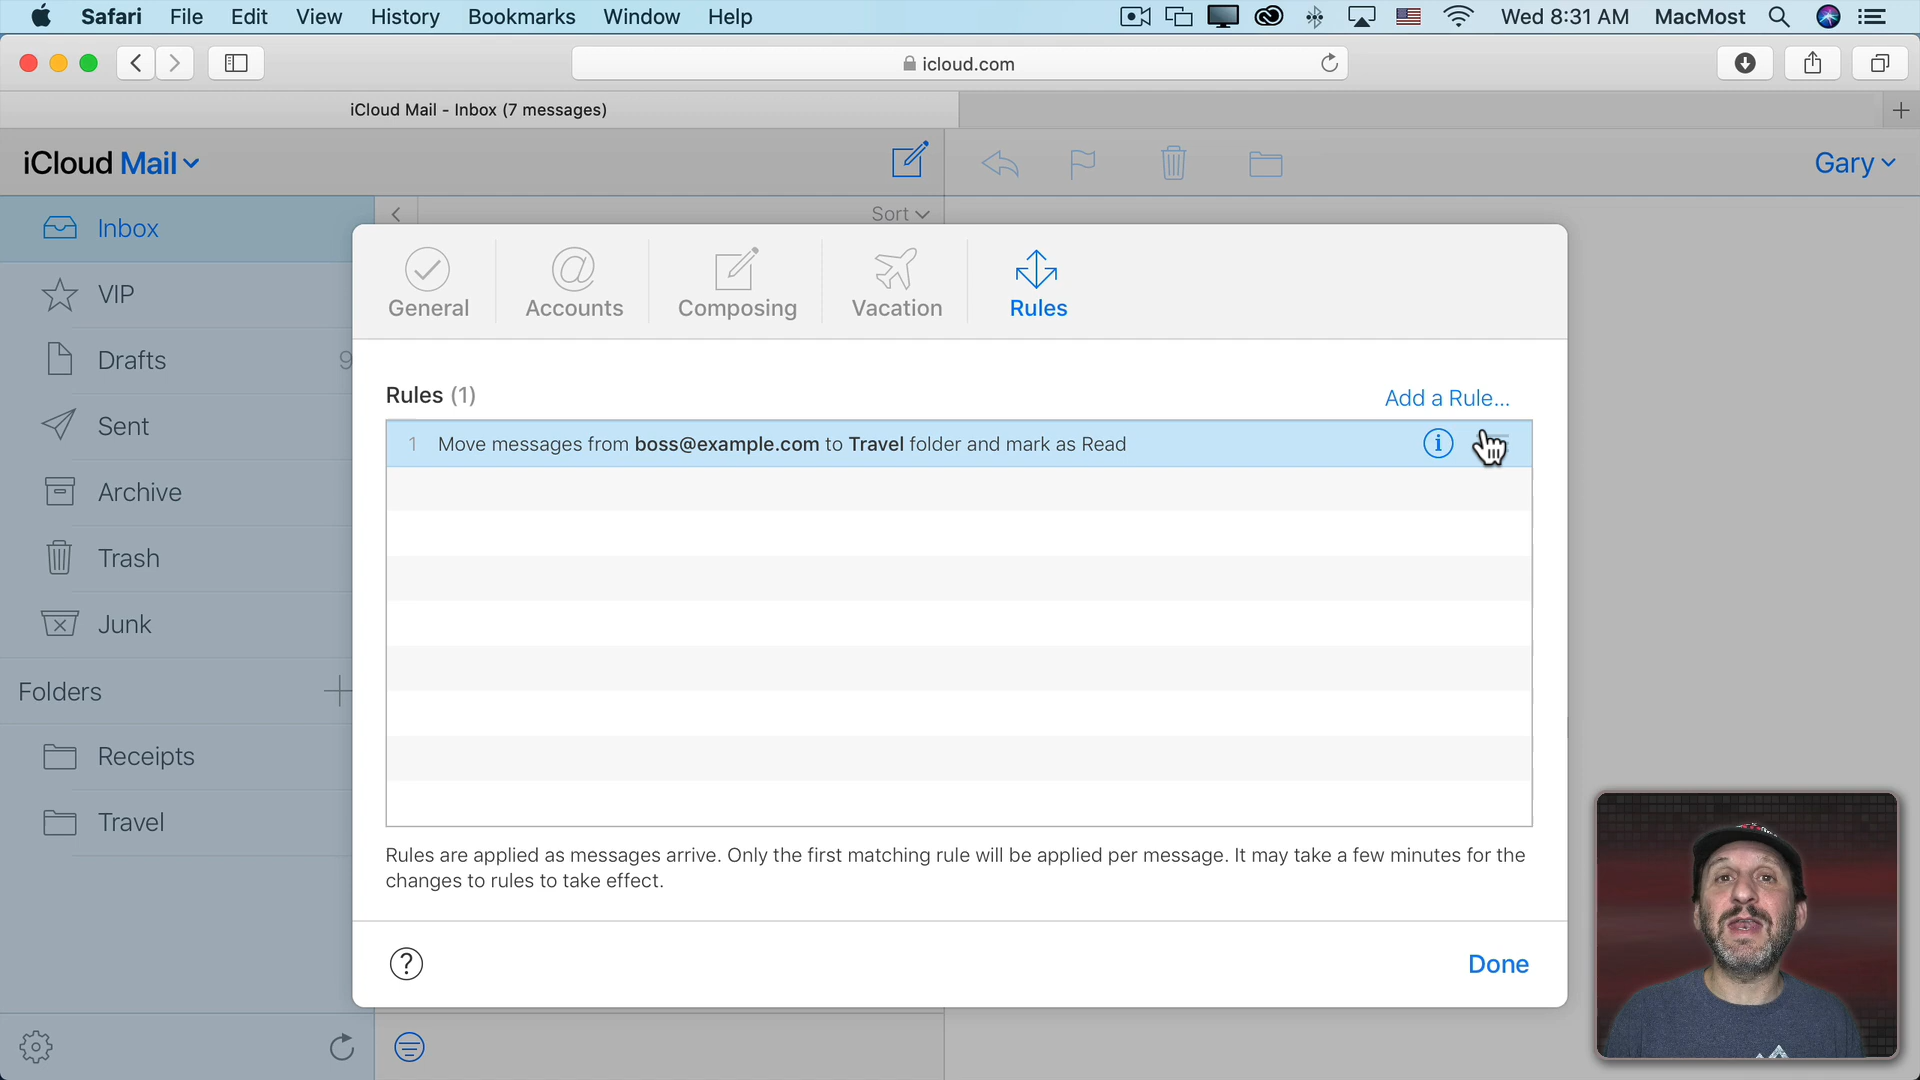 Safari File Edit View History Bookmarks Window Help Wed 8:31 AM MacMost
icloud.com
iCloud Mail - Inbox (7 messages)
iCloud Mail
Gary
Inbox
Sort
VIP
Drafts 9
Sent
Archive
Trash
Junk
Folders
Receipts
Travel
General Accounts Composing Vacation Rules
Rules (1)
Add a Rule...
1 Move messages from boss@example.com to Travel folder and mark as Read
Rules are applied as messages arrive. Only the first matching rule will be applied per message. It may take a few minutes for the
changes to rules to take effect.
? Done